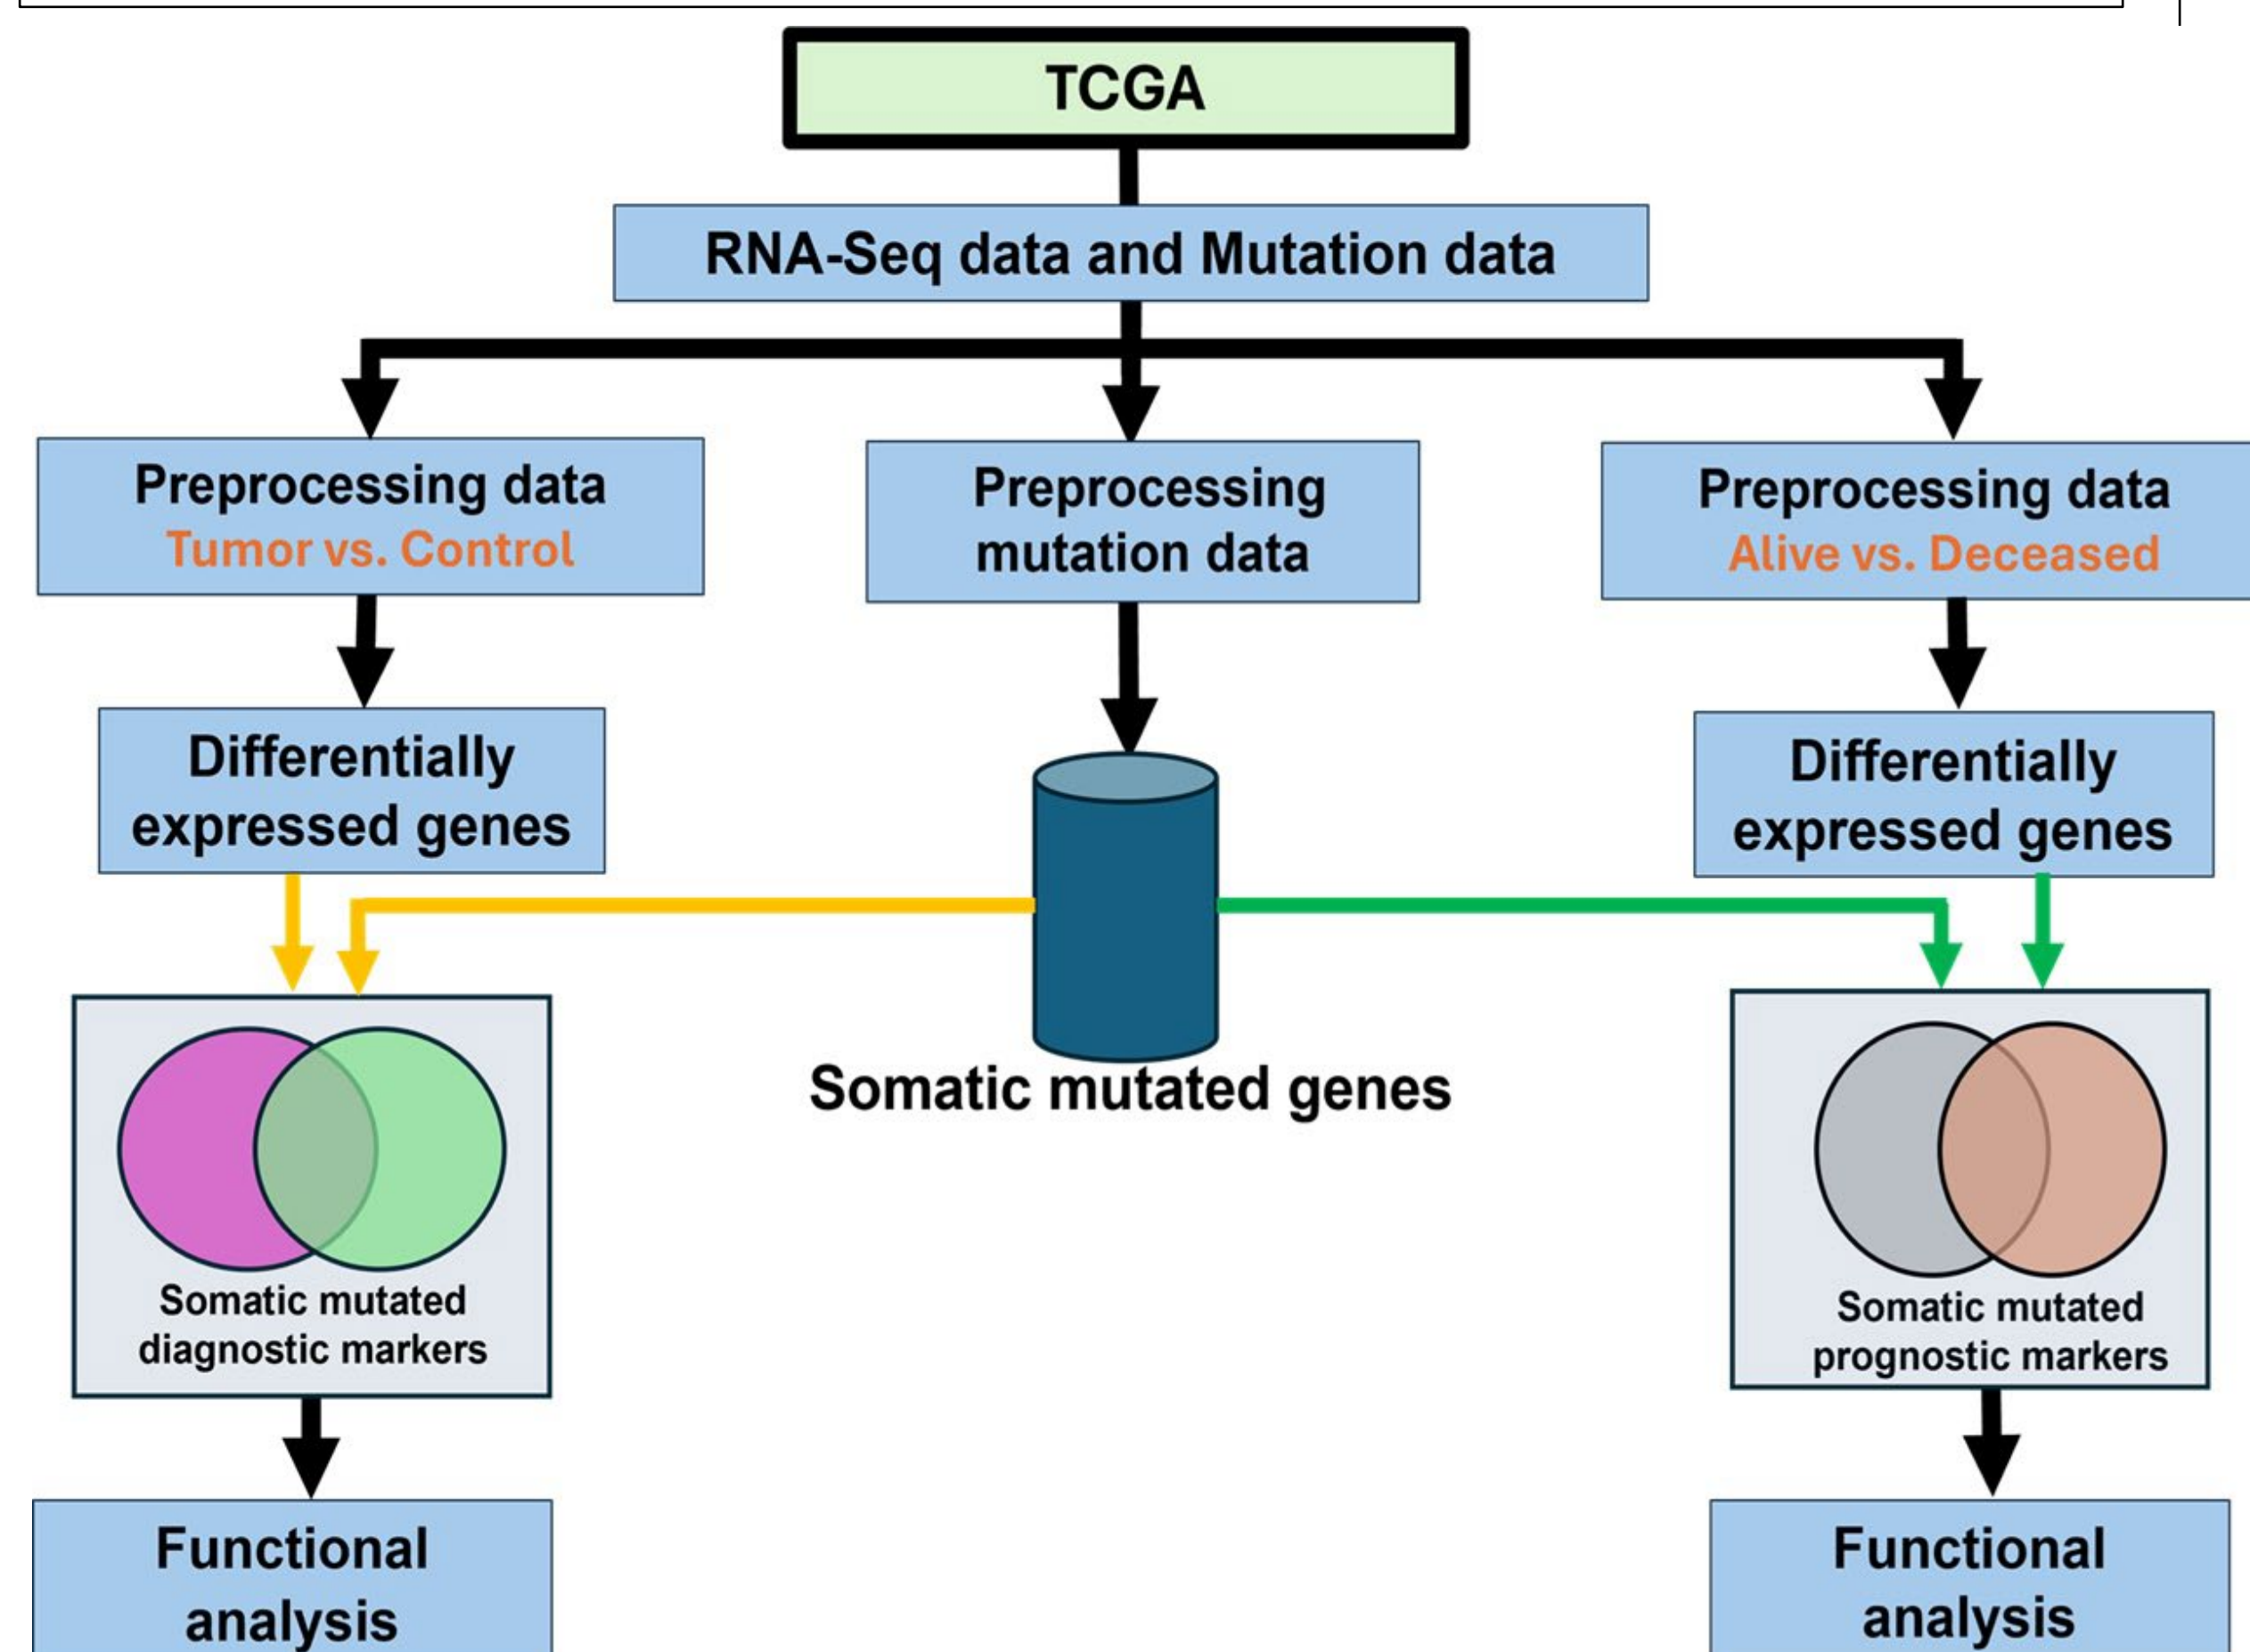 TCGA
RNA-Seq data and Mutation data
Preprocessing data
Tumor vs. Control
Preprocessing
mutation data
Preprocessing data
Alive vs. Deceased
Differentially
expressed genes
Differentially
expressed genes
Somatic mutated genes
Somatic mutated
diagnostic markers
Somatic mutated
prognostic markers
Functional
analysis
Functional
analysis